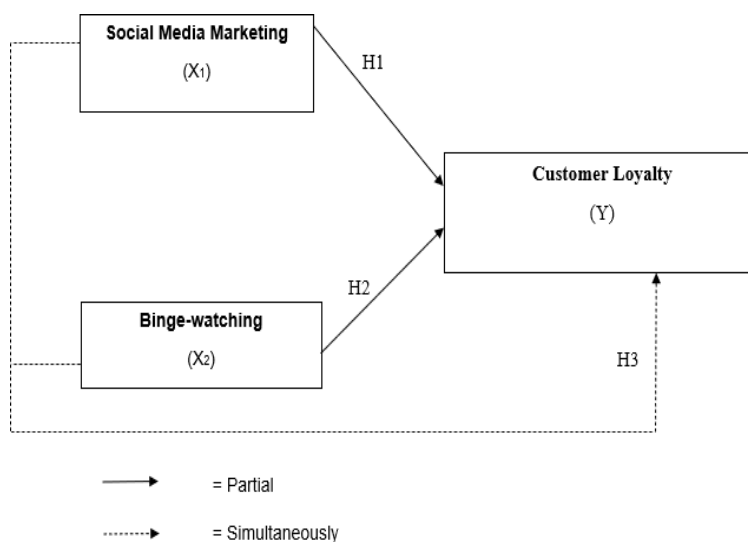 Social Media Marketing
(X₁)
H1
Customer Loyalty
(Y)
H2
Binge-watching
(X₂)
H3
= Partial
= Simultaneously